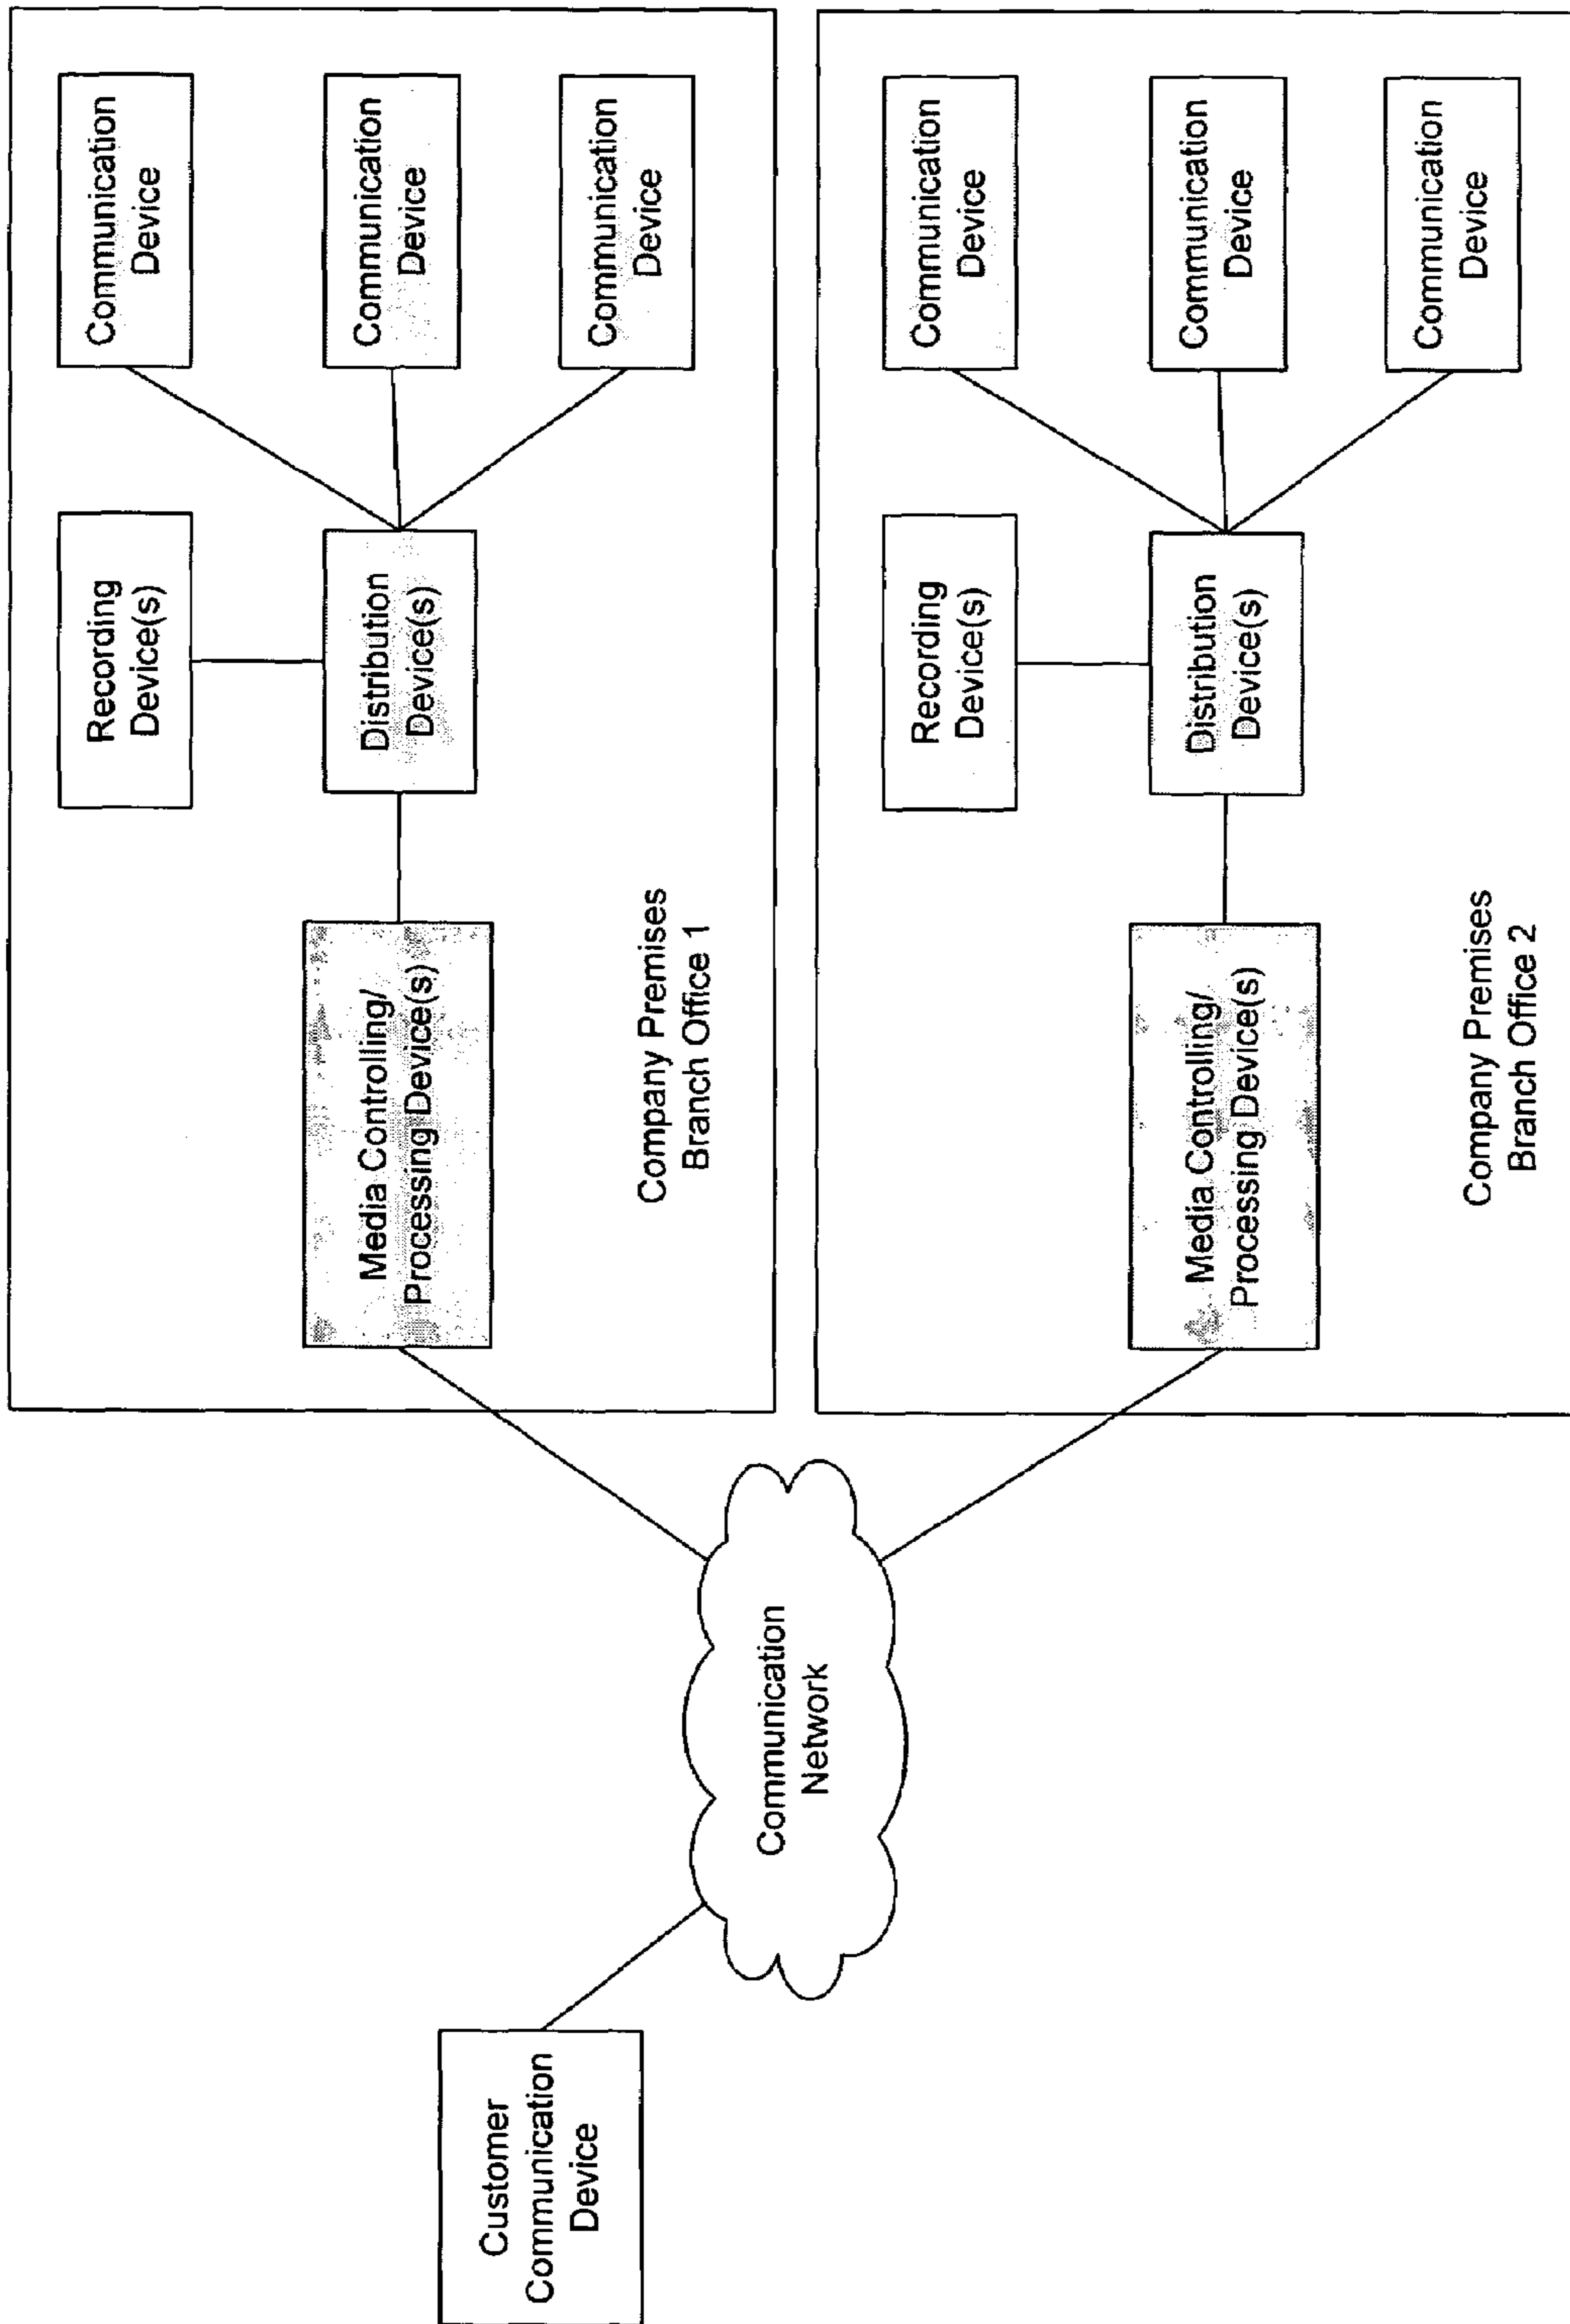 Customer
Communication
Device
Communication
Network
Media Controlling/
Processing Device(s)
Company Premises
Branch Office 1
Recording
Device(s)
Distribution
Device(s)
Communication
Device
Communication
Device
Communication
Device
Media Controlling/
Processing Device(s)
Company Premises
Branch Office 2
Recording
Device(s)
Distribution
Device(s)
Communication
Device
Communication
Device
Communication
Device